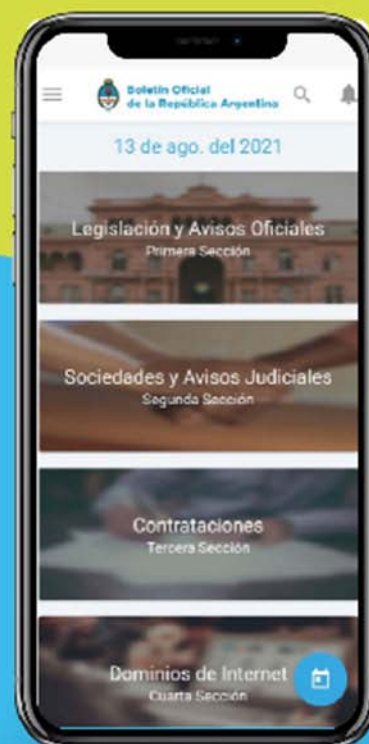 Boletín Oficial
de la República Argentina
13 de ago. del 2021
Legislación y Avisos Oficiales
Primera Sección
Sociedades y Avisos Judiciales
Segunda Sección
Contrataciones
Tercera Sección
Dominios de Internet
Cuarta Sección